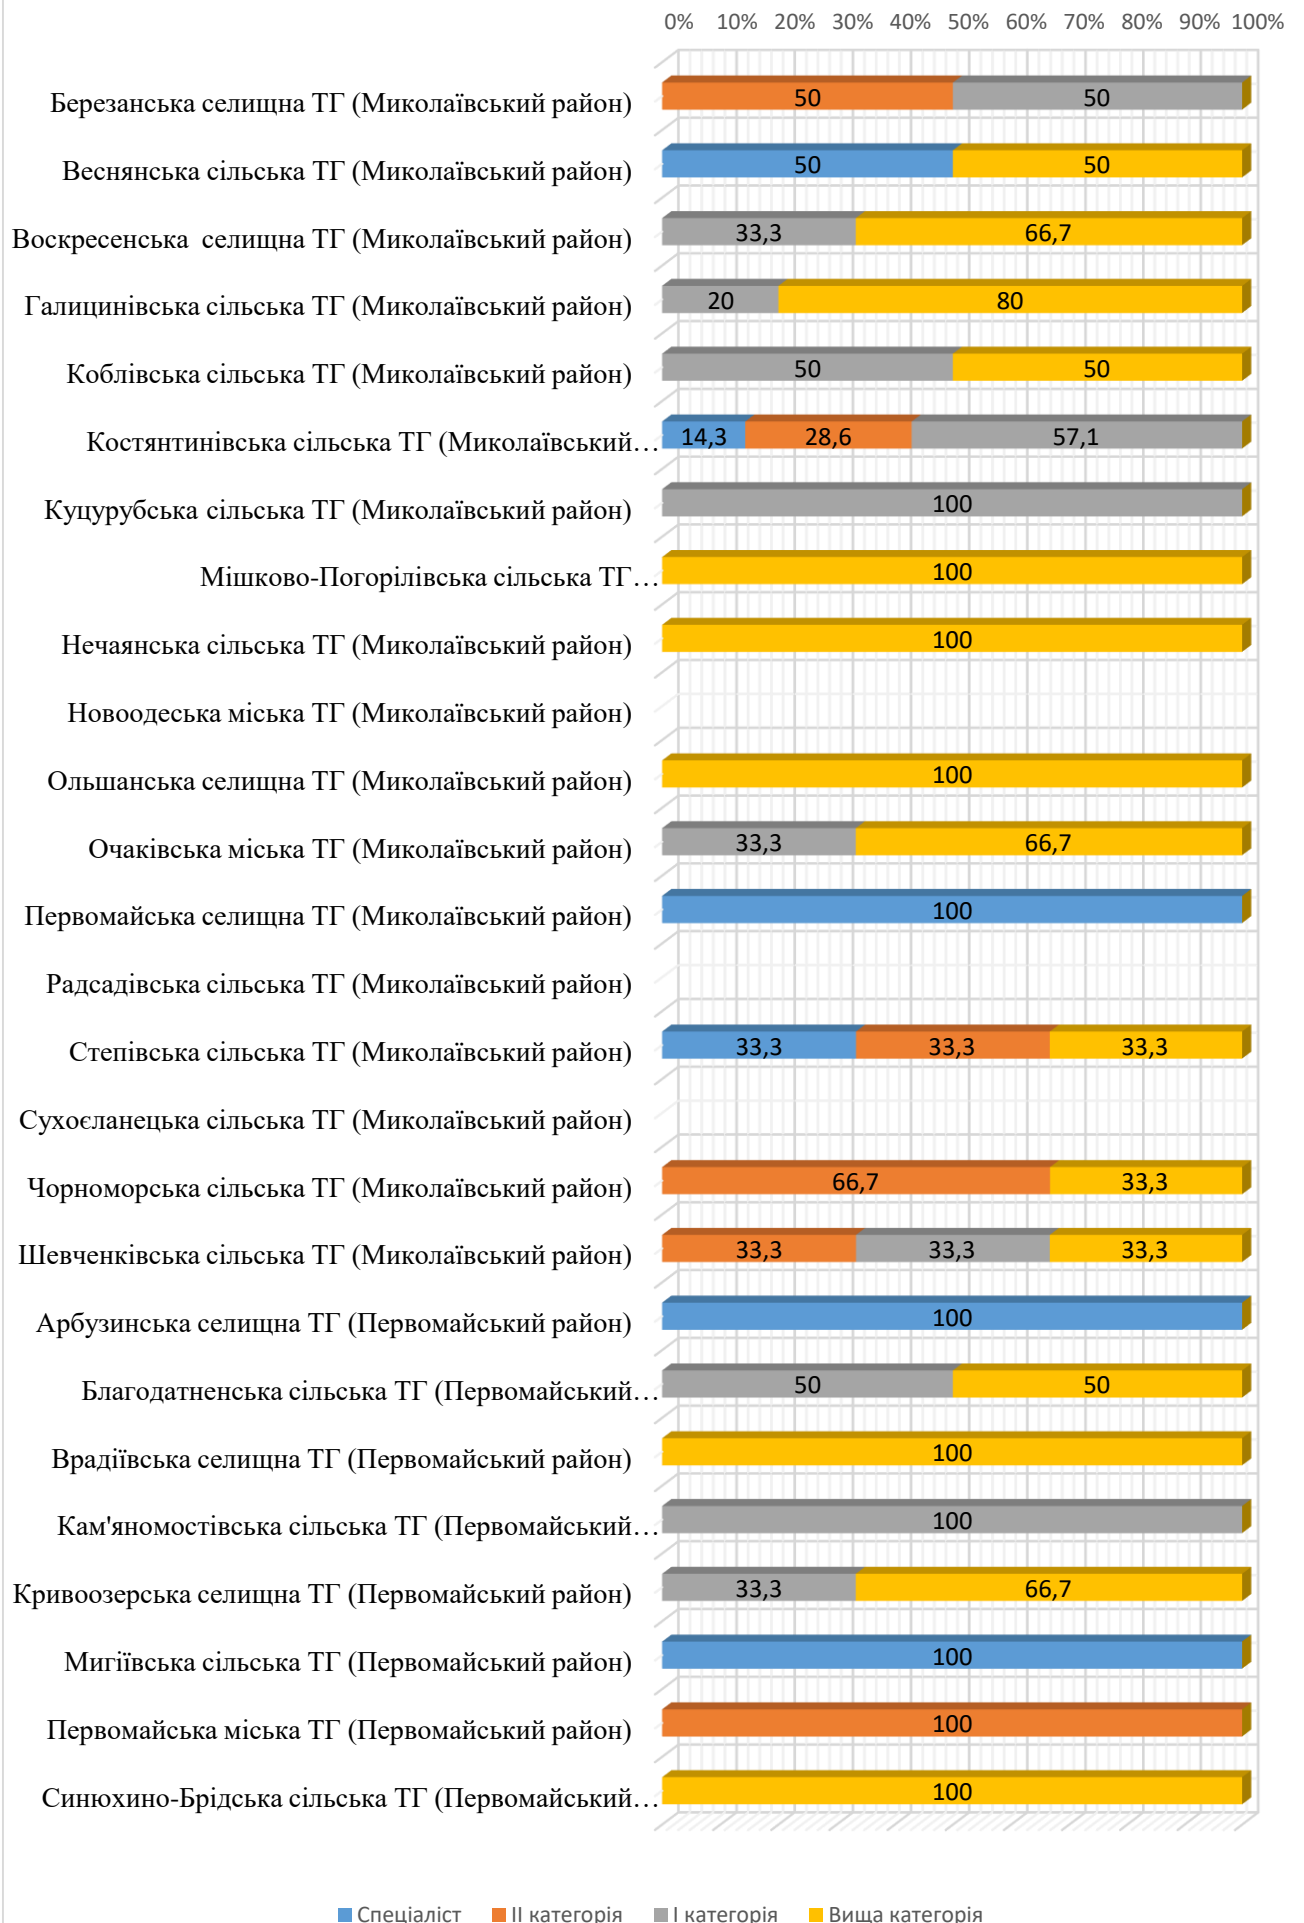 0% 10% 20% 30% 40% 50% 60% 70% 80% 90% 100%
Березанська селищна ТГ (Миколаївський район) 50 50
Веснянська сільська ТГ (Миколаївський район) 50 50
Воскресенська селищна ТГ (Миколаївський район) 33,3 66,7
Галицинівська сільська ТГ (Миколаївський район) 20 80
Коблівська сільська ТГ (Миколаївський район) 50 50
Костянтинівська сільська ТГ (Миколаївський… 14,3 28,6 57,1
Куцурубська сільська ТГ (Миколаївський район) 100
Мішково-Погорілівська сільська ТГ… 100
Нечаянська сільська ТГ (Миколаївський район) 100
Новоодеська міська ТГ (Миколаївський район)
Ольшанська селищна ТГ (Миколаївський район) 100
Очаківська міська ТГ (Миколаївський район) 33,3 66,7
Первомайська селищна ТГ (Миколаївський район) 100
Радсадівська сільська ТГ (Миколаївський район)
Степівська сільська ТГ (Миколаївський район) 33,3 33,3 33,3
Сухоєланецька сільська ТГ (Миколаївський район)
Чорноморська сільська ТГ (Миколаївський район) 66,7 33,3
Шевченківська сільська ТГ (Миколаївський район) 33,3 33,3 33,3
Арбузинська селищна ТГ (Первомайський район) 100
Благодатненська сільська ТГ (Первомайський… 50 50
Врадіївська селищна ТГ (Первомайський район) 100
Кам'яномостівська сільська ТГ (Первомайський… 100
Кривоозерська селищна ТГ (Первомайський район) 33,3 66,7
Мигіївська сільська ТГ (Первомайський район) 100
Первомайська міська ТГ (Первомайський район) 100
Синюхино-Брідська сільська ТГ (Первомайський… 100
Спеціаліст ІІ категорія І категорія Вища категорія